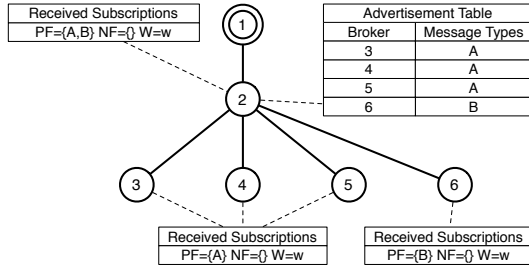 Received Subscriptions
PF={A,B} NF={} W=w
1
Advertisement Table
Broker Message Types
3 A
4 A
5 A
6 B
2
3
4
5
6
Received Subscriptions
PF={A} NF={} W=w
Received Subscriptions
PF={B} NF={} W=w